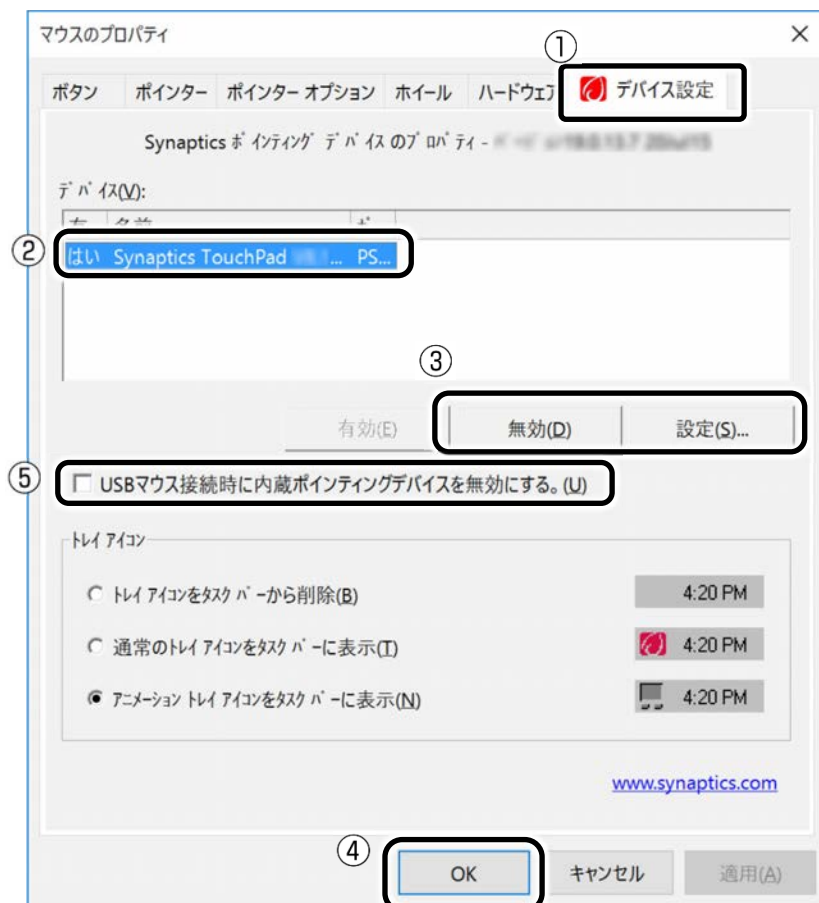 マウスのプロパティ
①
ボタン ポインター ポインター オプション ホイール ハードウェア デバイス設定
Synaptics ポインティング デバイス のプロパティ -
デバイス(V):
②
はい Synaptics TouchPad ... PS...
③
有効(E) 無効(D) 設定(S)...
⑤
USBマウス接続時に内蔵ポインティングデバイスを無効にする。(U)
トレイ アイコン
トレイ アイコンをタスク バーから削除(B) 4:20 PM
通常のトレイ アイコンをタスク バーに表示(T) 4:20 PM
アニメーション トレイ アイコンをタスク バーに表示(N) 4:20 PM
www.synaptics.com
④
OK キャンセル 適用(A)